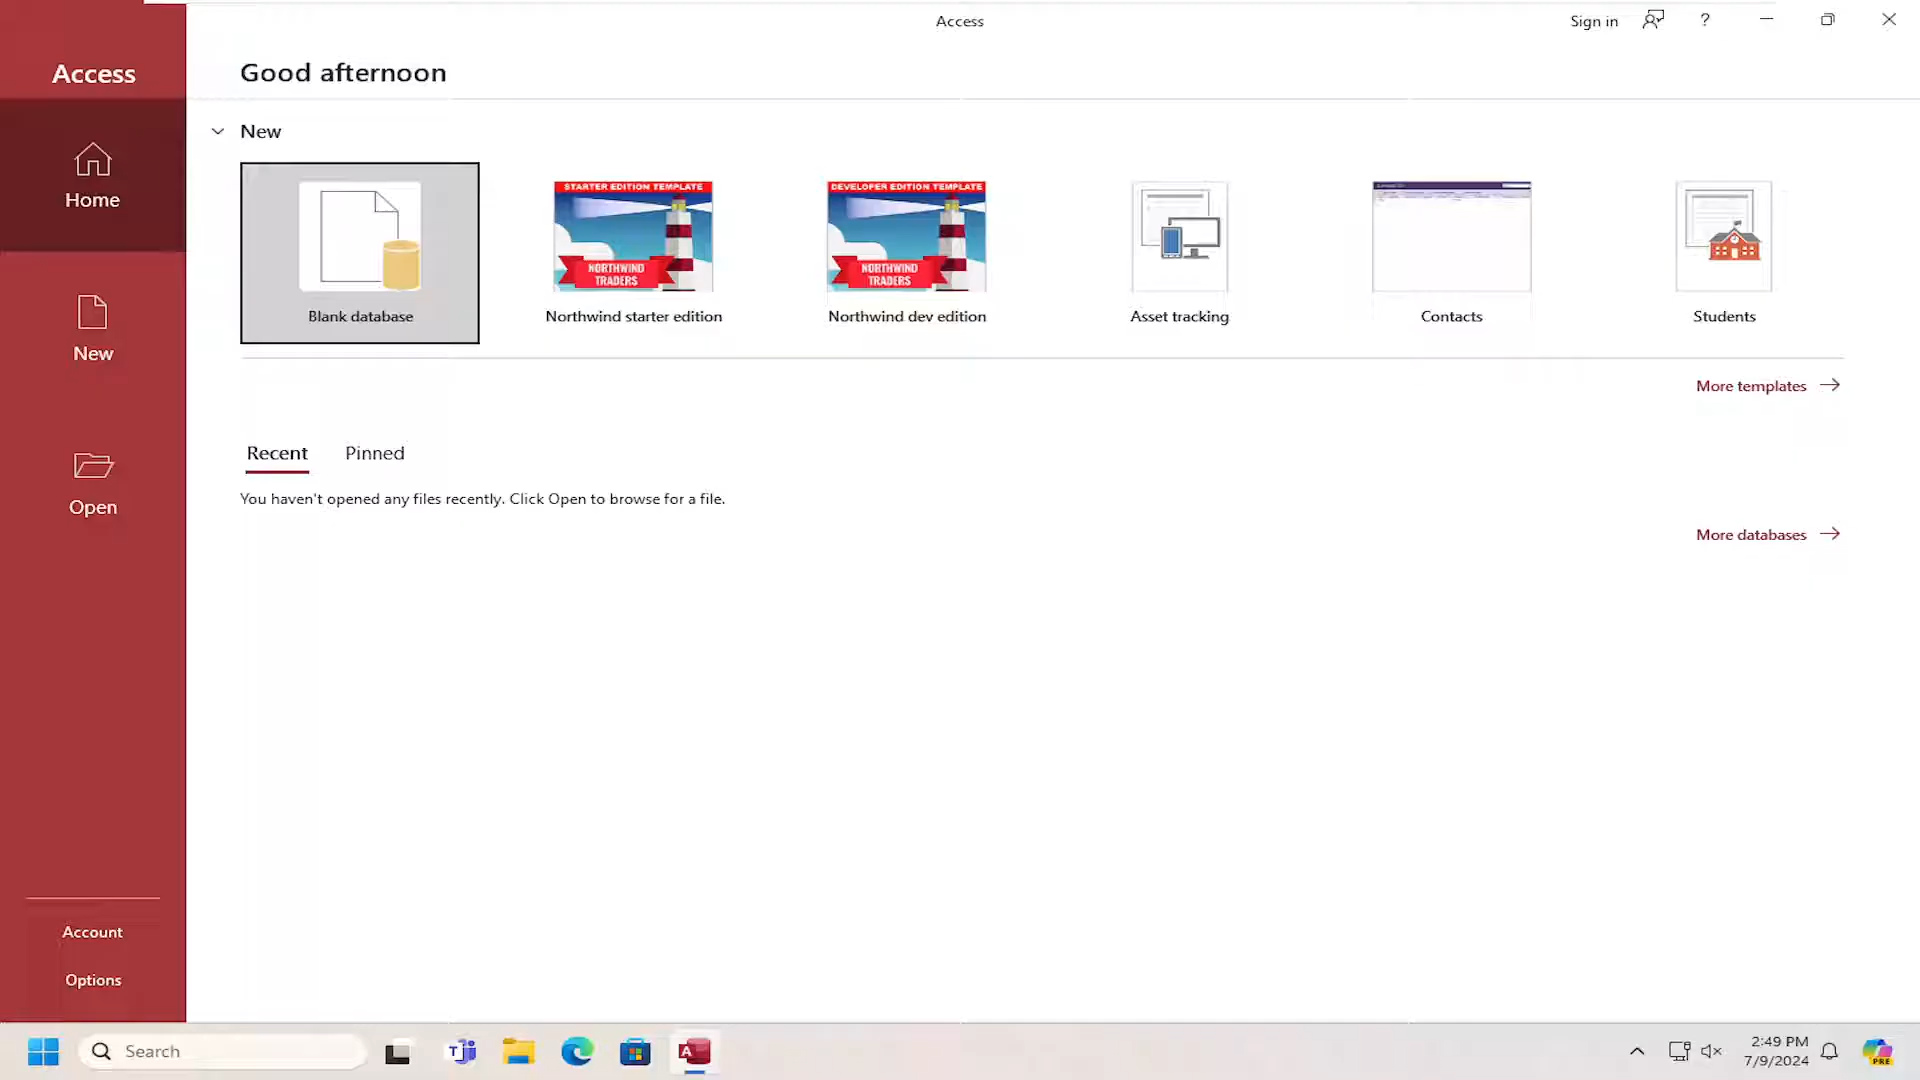 Access
Sign in
?
Access
Good afternoon
New
Home
New
Open
STARTER EDITION TEMPLATE
NORTHWIND
TRADERS
DEVELOPER EDITION TEMPLATE
NORTHWIND
TRADERS
Blank database
Northwind starter edition
Northwind dev edition
Asset tracking
Contacts
Students
More templates
Recent
Pinned
You haven't opened any files recently. Click Open to browse for a file.
More databases
Account
Options
Search
2:49 PM
7/9/2024
PRE